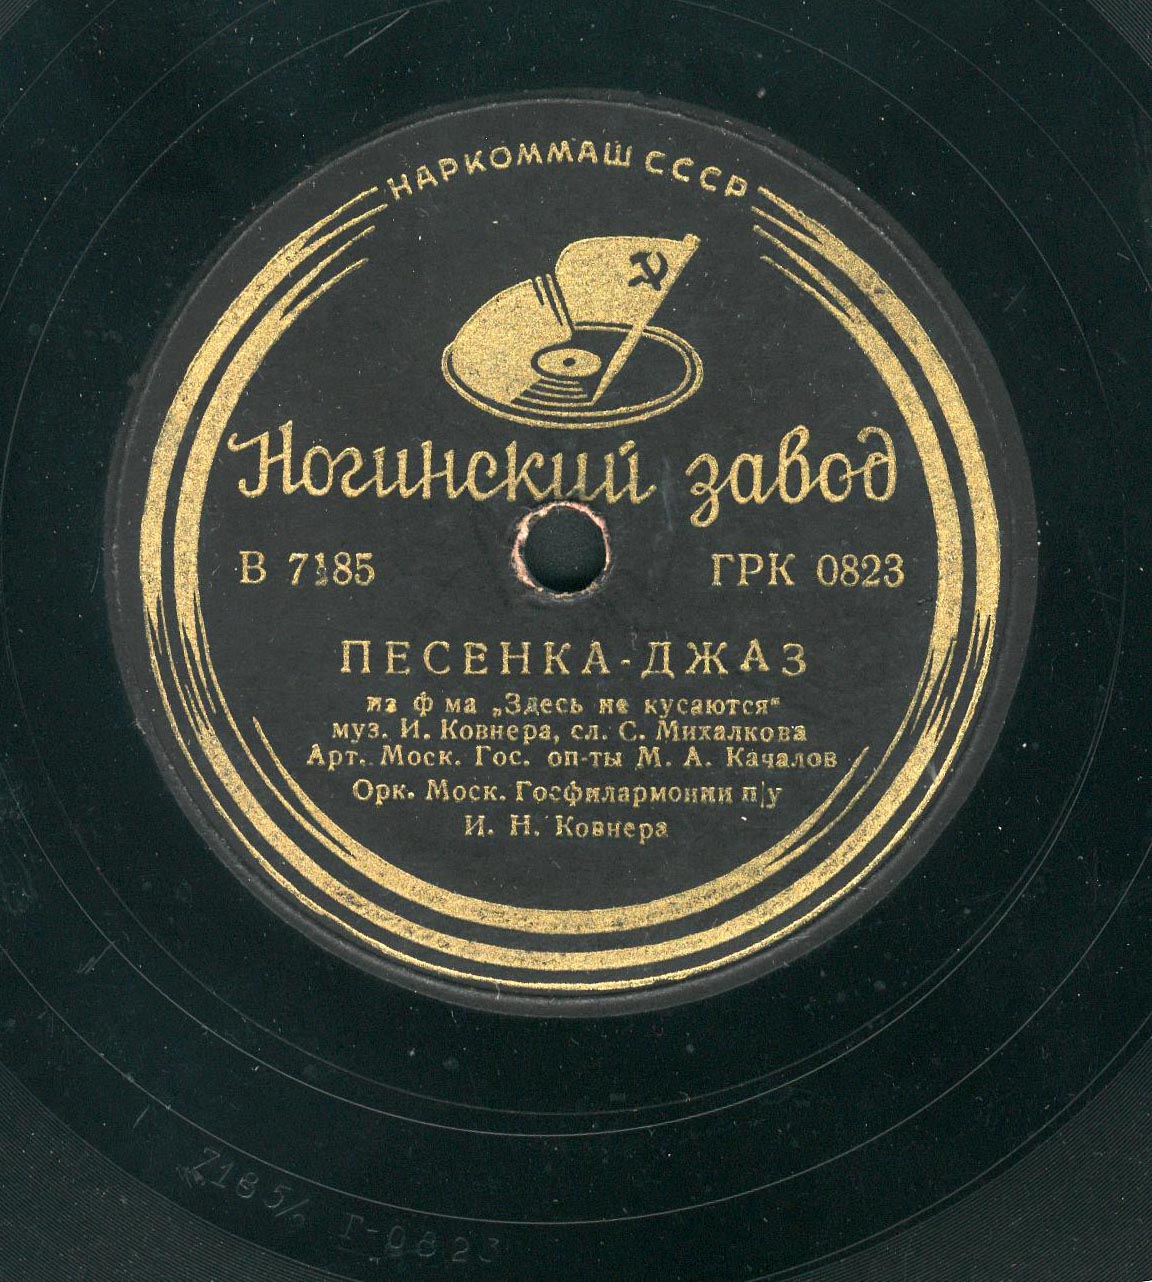 НАРКОММАШ СССР
Ногинский завод
В 7185
ГРК 0823
ПЕСЕНКА-ДЖАЗ
из ф ма „Здесь не кусаются“
муз. И. Ковнера, сл. С. Михалкова
Арт. Моск. Гос. оп-ты М. А. Качалов
Орк. Моск. Госфилармонии п/у
И. Н. Ковнера
7185/
Г-0823